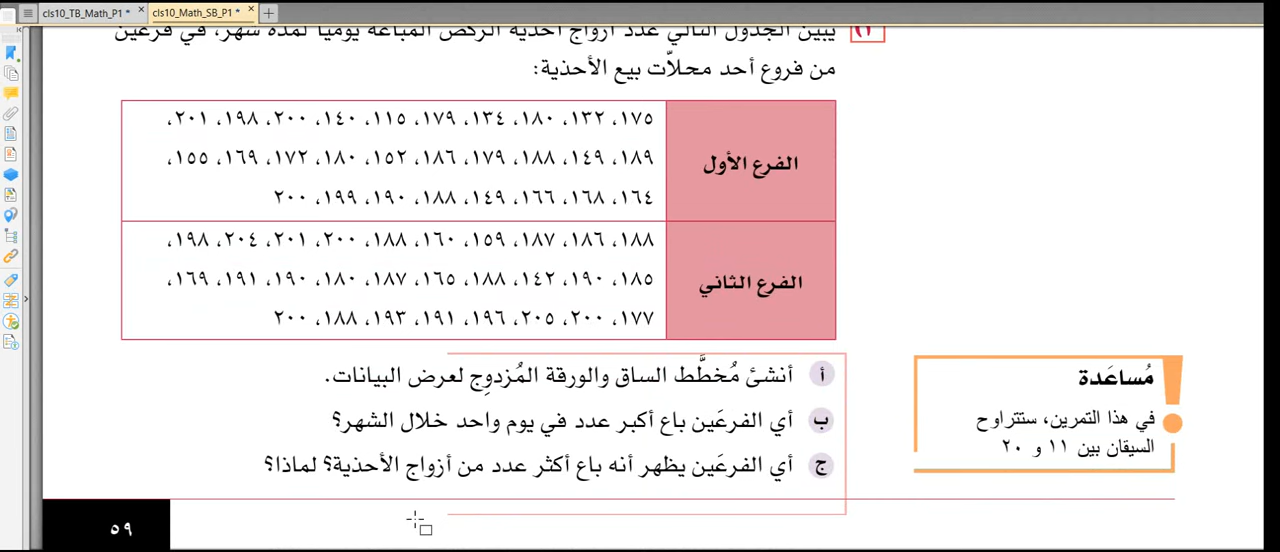 cls10_TB_Math_P1 *
cls10_Math_SB_P1 *
يبين الجدول التالي عدد أزواج أحذية الركض المباعة يوميًّا لمدة شهر، في فرعين
من فروع أحد محلاّت بيع الأحذية:
الفرع الأول
١٧٥، ١٣٢، ١٨٠، ١٣٤، ١٧٩، ١١٥، ١٤٠، ٢٠٠، ١٩٨، ٢٠١،
١٨٩، ١٤٩، ١٨٨، ١٧٩، ١٨٦، ١٥٢، ١٨٠، ١٧٢، ١٦٩، ١٥٥،
١٦٤، ١٦٨، ١٦٦، ١٤٩، ١٨٨، ١٩٠، ١٩٩، ٢٠٠
الفرع الثاني
١٨٨، ١٨٦، ١٨٧، ١٥٩، ١٦٠، ١٨٨، ٢٠٠، ٢٠١، ٢٠٤، ١٩٨،
١٨٥، ١٩٠، ١٤٢، ١٨٨، ١٦٥، ١٨٧، ١٨٠، ١٩٠، ١٩١، ١٦٩،
١٧٧، ٢٠٠، ٢٠٥، ١٩٦، ١٩١، ١٩٣، ١٨٨، ٢٠٠
أ أنشئ مُخطَّط الساق والورقة المُزدوِج لعرض البيانات.
ب أي الفرعَين باع أكبر عدد في يوم واحد خلال الشهر؟
ج أي الفرعَين يظهر أنه باع أكثر عدد من أزواج الأحذية؟ لماذا؟
مُساعَدة
في هذا التمرين، ستتراوح
السيقان بين ١١ و ٢٠
٥٩